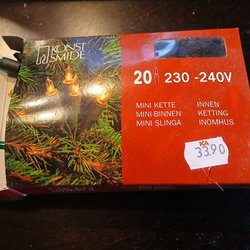 KONST
SMIDE
20 230 -240V
MINI KETTE INNEN
MINI-BINNEN KETTING
MINI SLINGA INOMHUS
ICA
33.90